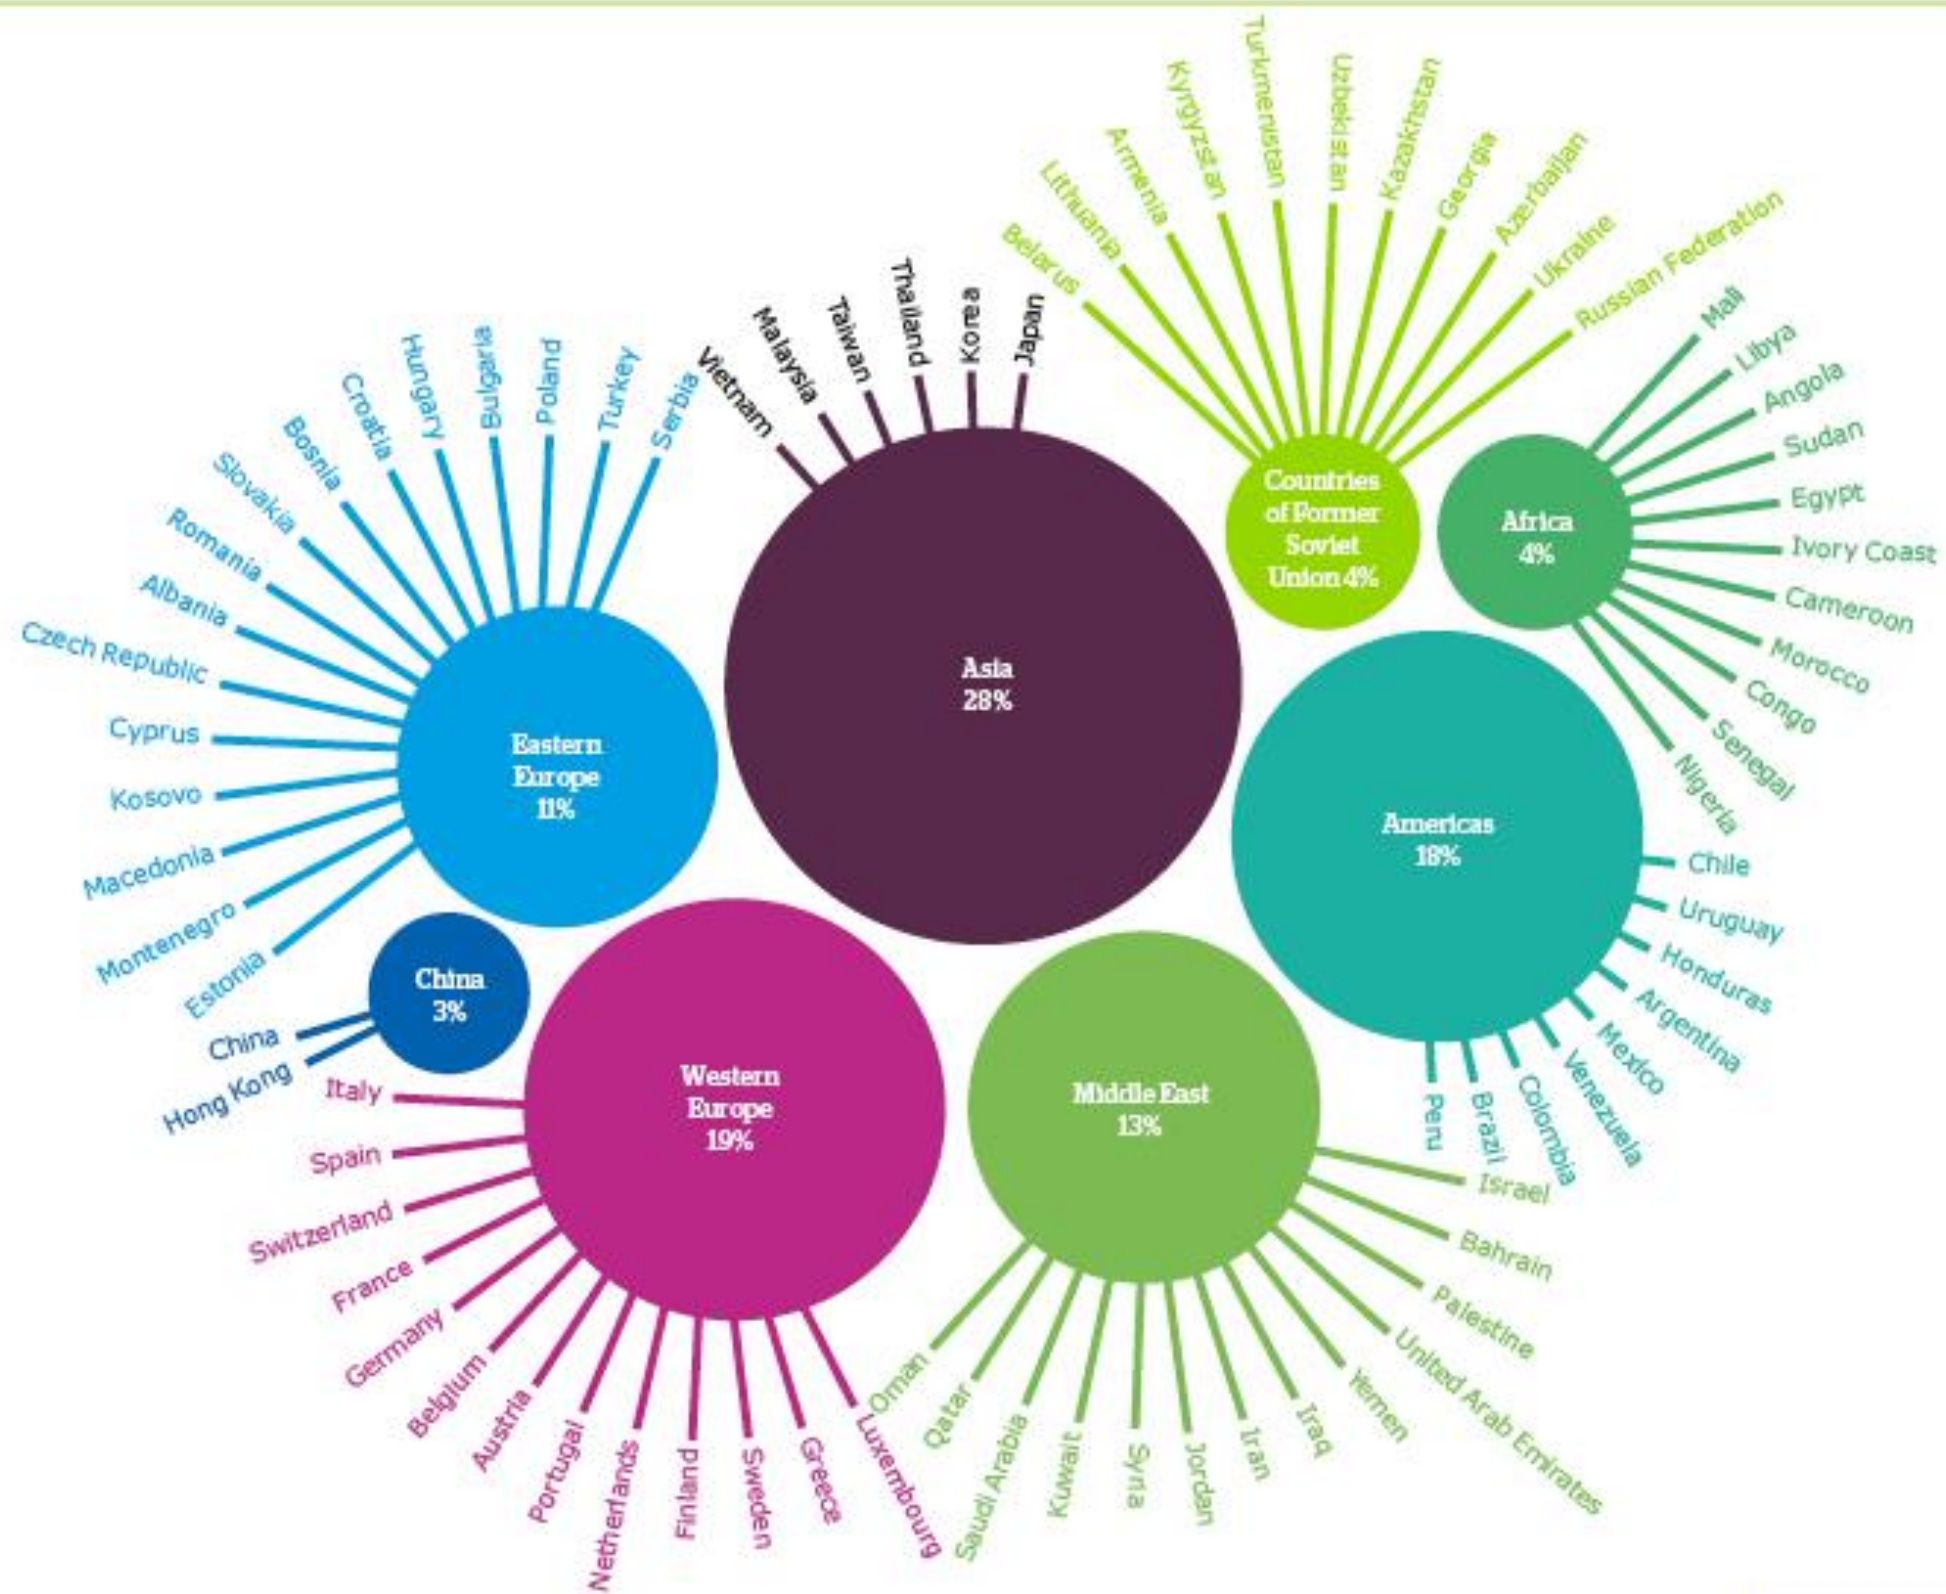 Belarus
Lithuania
Armenia
Kyrgyzstan
Turkmenistan
Uzbekistan
Kazakhstan
Georgia
Azerbaijan
Ukraine
Russian Federation
Countries
of Former
Soviet
Union 4%
Mali
Libya
Angola
Sudan
Egypt
Ivory Coast
Cameroon
Morocco
Congo
Senegal
Nigeria
Africa
4%
Vietnam
Malaysia
Taiwan
Thailand
Korea
Japan
Asia
28%
Serbia
Turkey
Poland
Bulgaria
Hungary
Croatia
Bosnia
Slovakia
Romania
Albania
Czech Republic
Cyprus
Kosovo
Macedonia
Montenegro
Estonia
Eastern
Europe
11%
Americas
18%
Chile
Uruguay
Honduras
Argentina
Mexico
Venezuela
Colombia
Brazil
Peru
China
3%
China
Hong Kong
Western
Europe
19%
Italy
Spain
Switzerland
France
Germany
Belgium
Austria
Portugal
Netherlands
Finland
Sweden
Greece
Luxembourg
Middle East
13%
Israel
Bahrain
Palestine
United Arab Emirates
Yemen
Iraq
Iran
Jordan
Syria
Kuwait
Saudi Arabia
Qatar
Oman